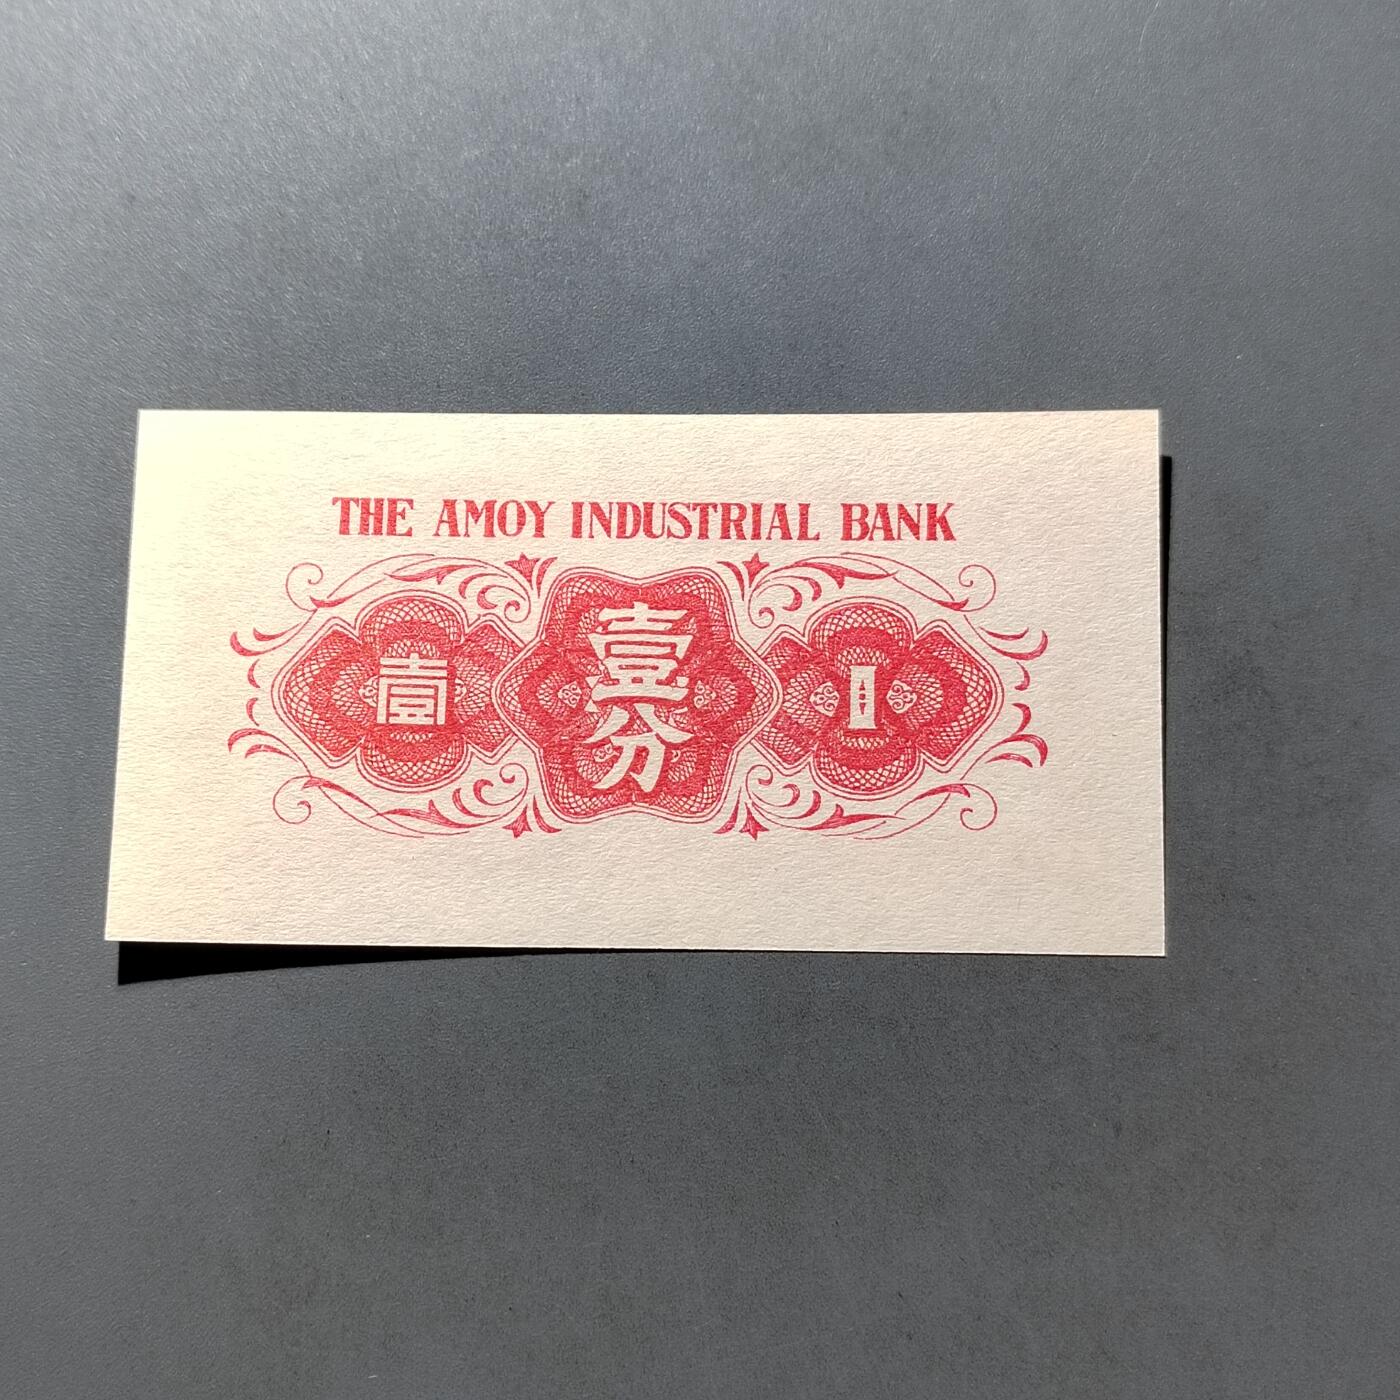 THE AMOY INDUSTRIAL BANK
壹
壹分
1